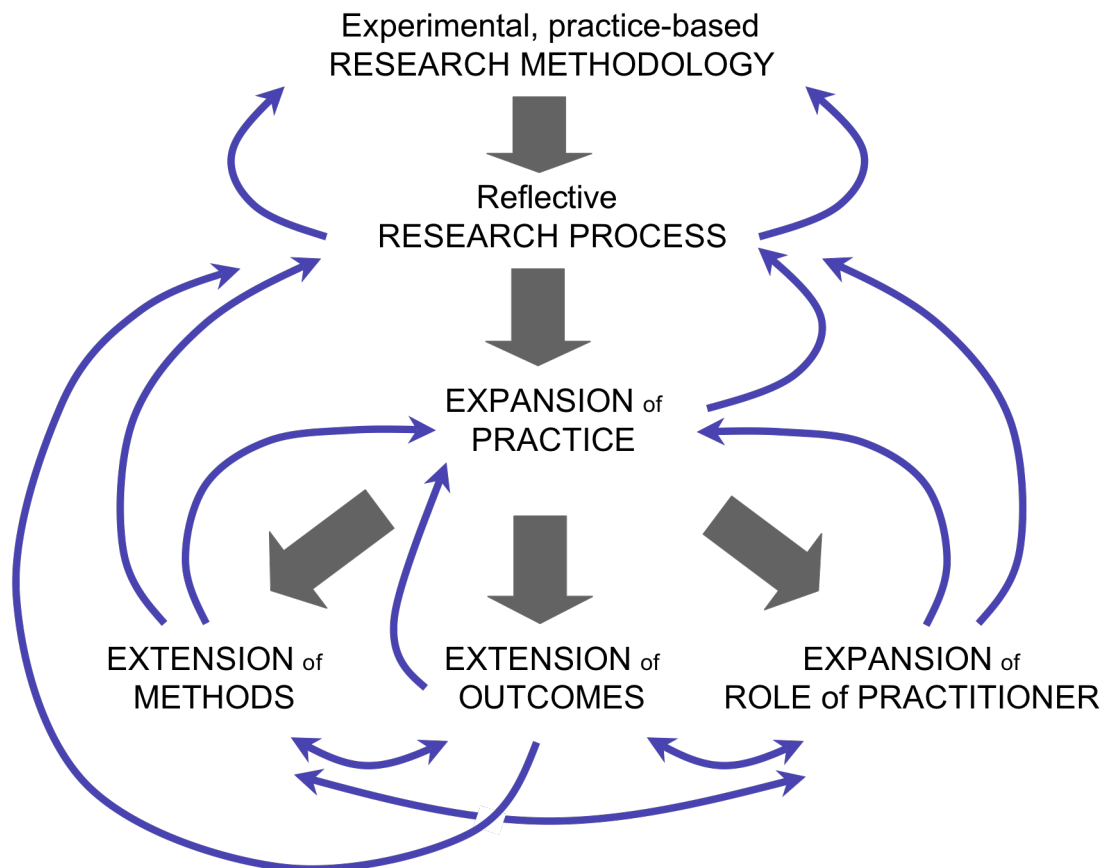 Experimental, practice-based
RESEARCH METHODOLOGY
Reflective
RESEARCH PROCESS
EXPANSION of
PRACTICE
EXTENSION of
METHODS
EXTENSION of
OUTCOMES
EXPANSION of
ROLE of PRACTITIONER